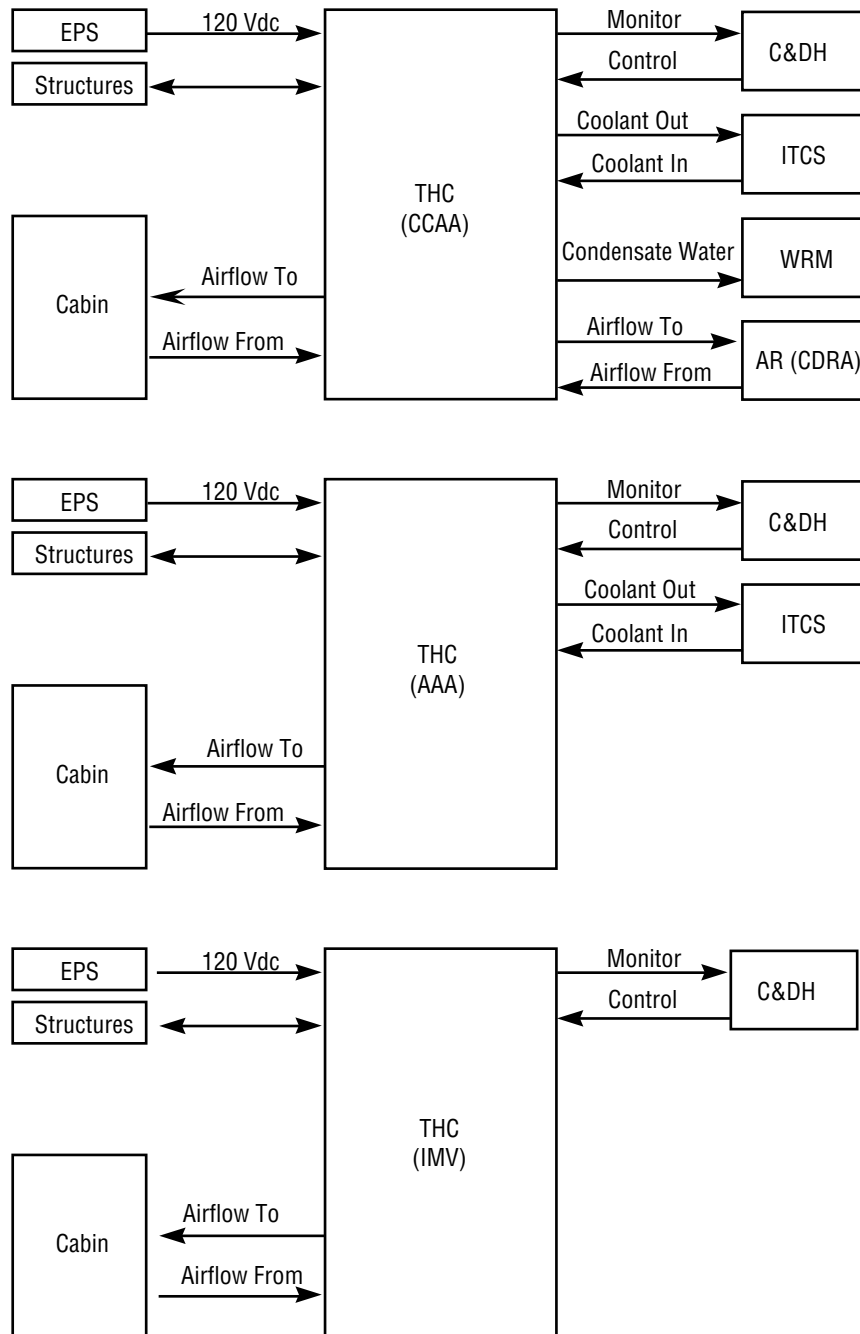 EPS
120 Vdc
Structures
Cabin
Airflow To
Airflow From
THC
(CCAA)
Monitor
Control
C&DH
Coolant Out
Coolant In
ITCS
Condensate Water
WRM
Airflow To
Airflow From
AR (CDRA)
EPS
120 Vdc
Structures
Cabin
Airflow To
Airflow From
THC
(AAA)
Monitor
Control
C&DH
Coolant Out
Coolant In
ITCS
EPS
120 Vdc
Structures
Cabin
Airflow To
Airflow From
THC
(IMV)
Monitor
Control
C&DH